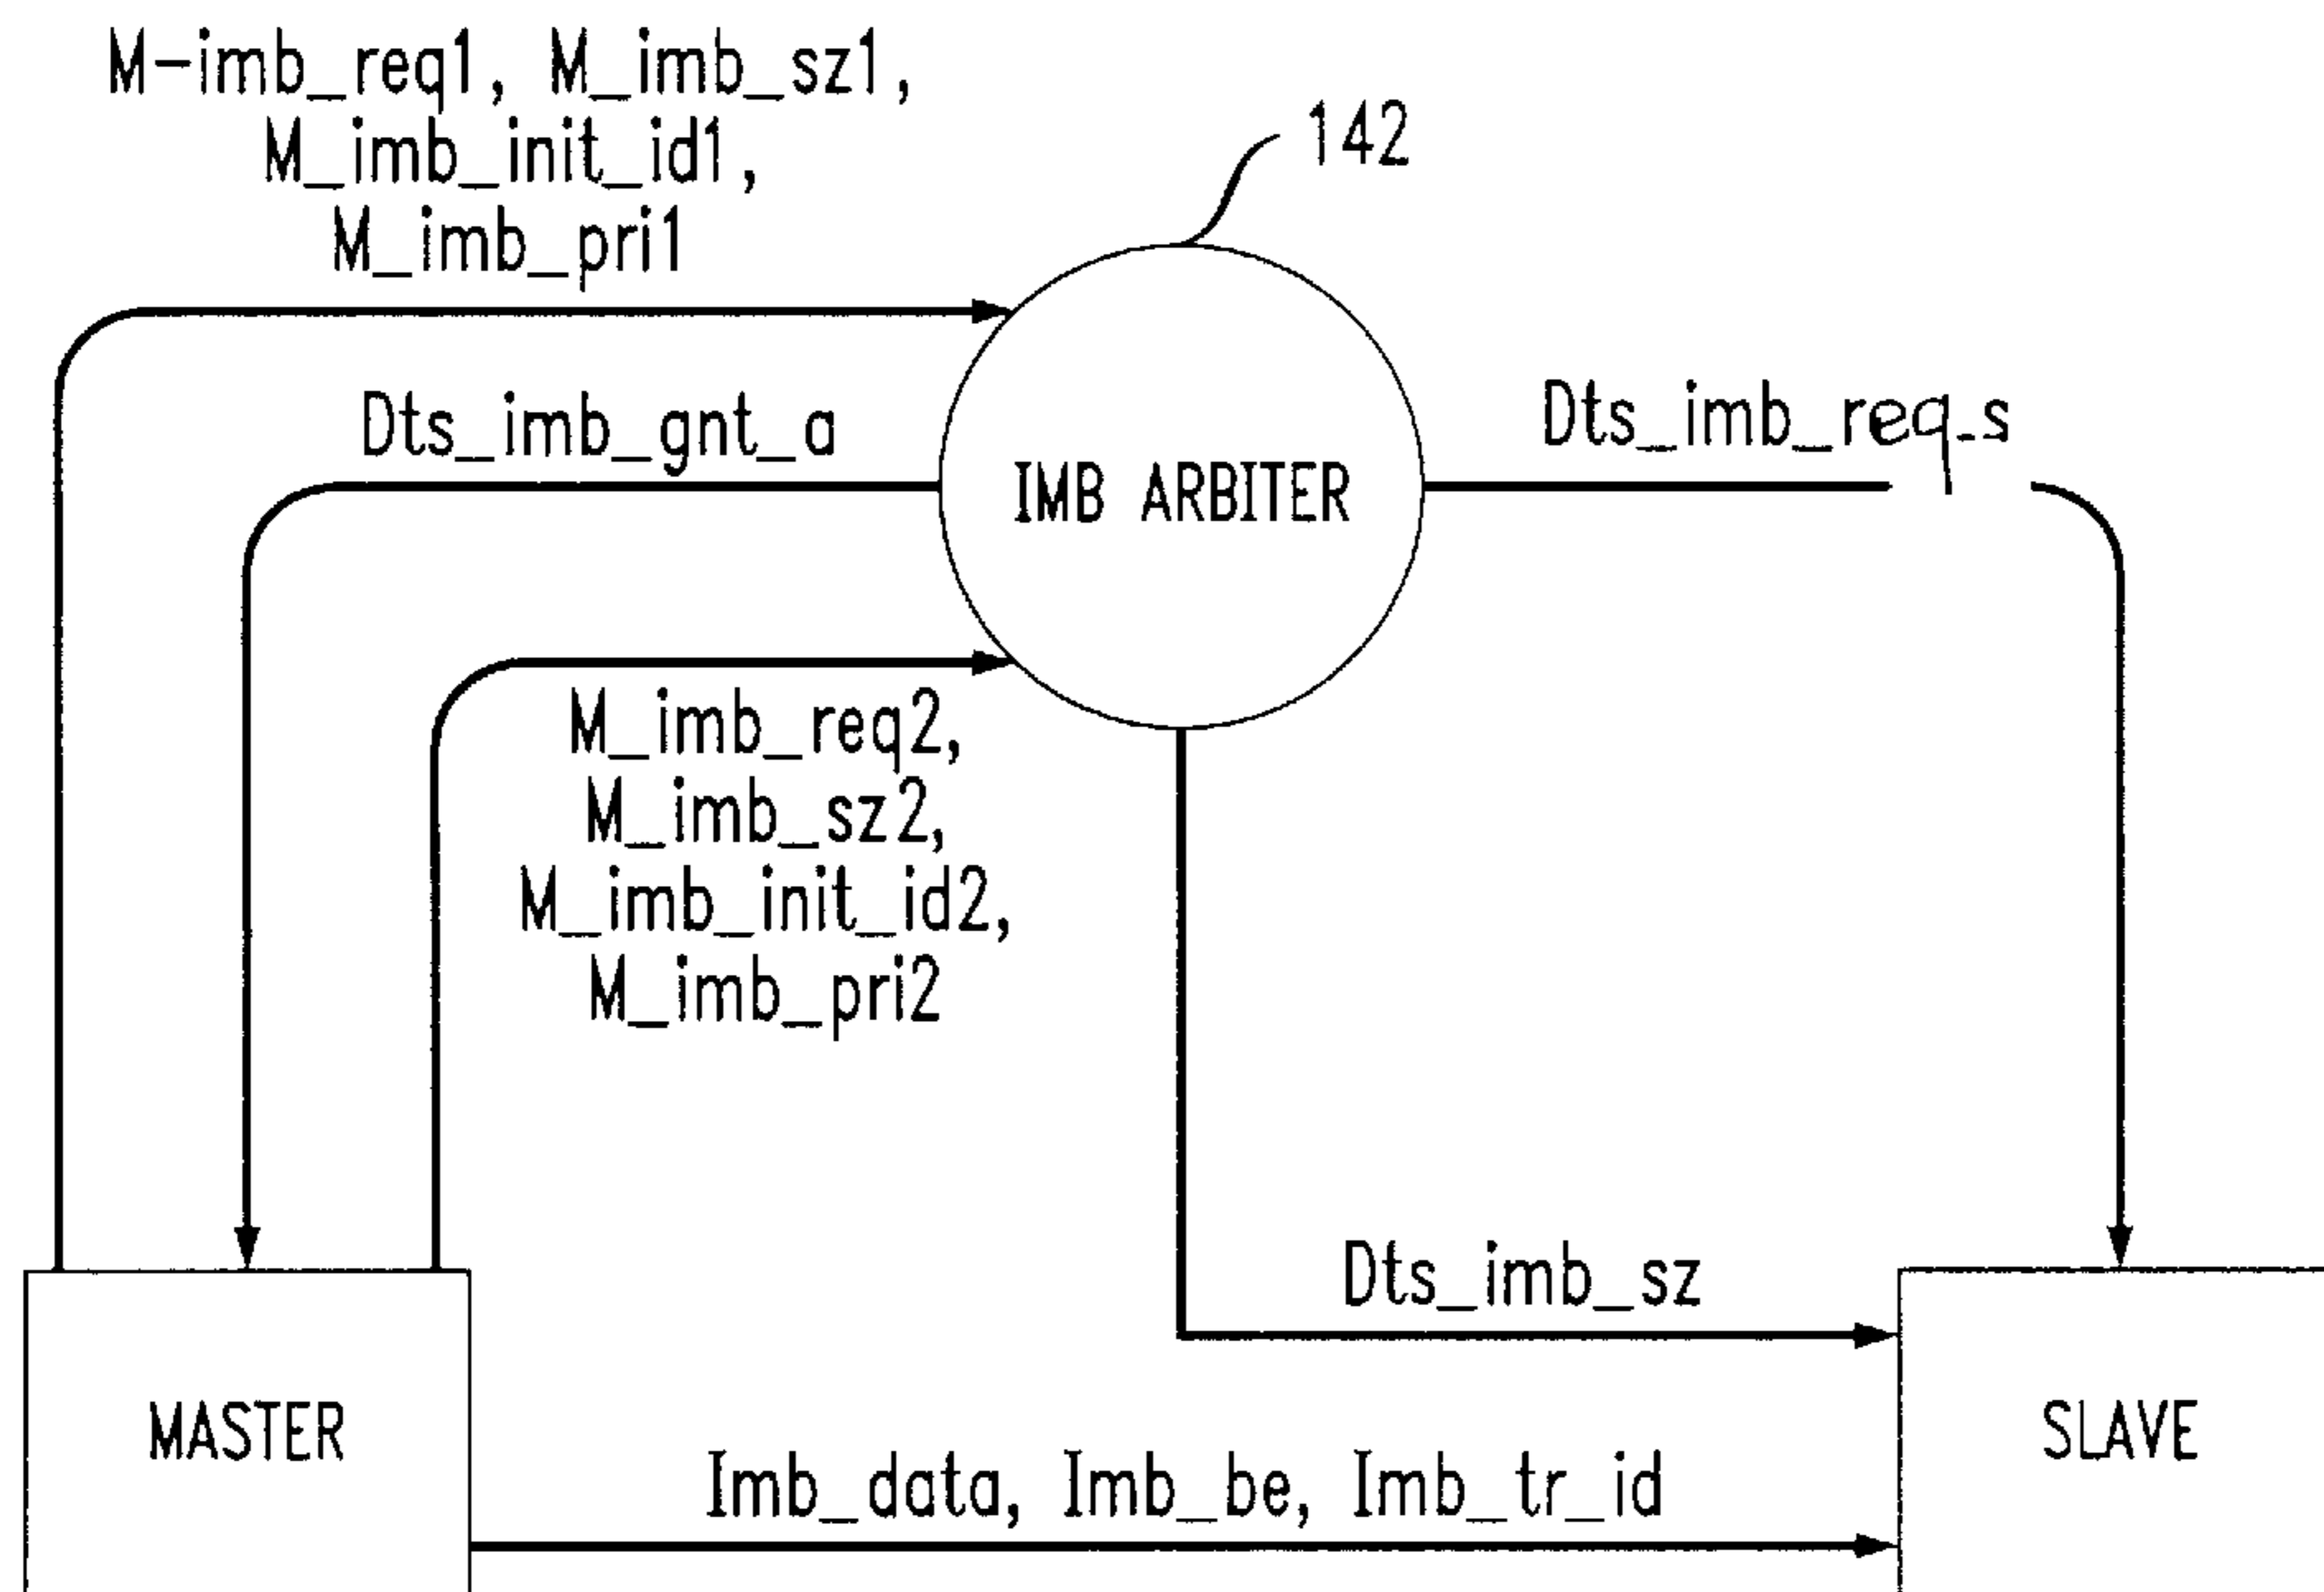 M-imb_req1, M_imb_sz1,
M_imb_init_id1,
M_imb_pri1
142
Dts_imb_gnt_a
IMB ARBITER
Dts_imb_req_s
M_imb_req2,
M_imb_sz2,
M_imb_init_id2,
M_imb_pri2
Dts_imb_sz
MASTER
SLAVE
Imb_data, Imb_be, Imb_tr_id